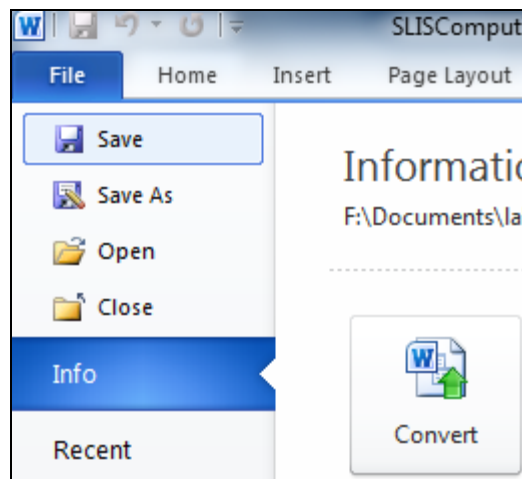 SLISComput
File Home Insert Page Layout
Save
Save As
Open
Close
Info
Recent
Informatio
F:\Documents\la
W
Convert